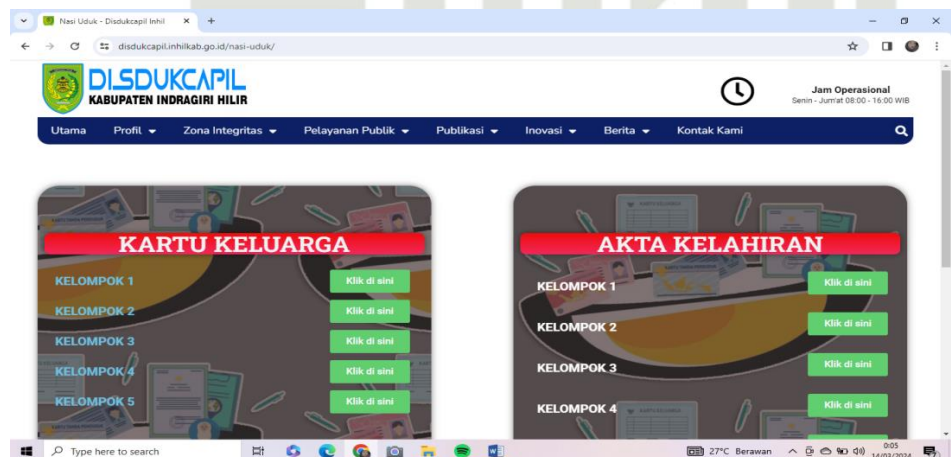 Nasi Uduk - Disdukcapil Inhil
disdukcapil.inhilkab.go.id/nasi-uduk/
DISDUKCAPIL
KABUPATEN INDRAGIRI HILIR
Jam Operasional
Senin - Jum'at 08:00 - 16:00 WIB
Utama Profil Zona Integritas Pelayanan Publik Publikasi Inovasi Berita Kontak Kami
KARTU KELUARGA
KELOMPOK 1 Klik di sini
KELOMPOK 2 Klik di sini
KELOMPOK 3 Klik di sini
KELOMPOK 4 Klik di sini
KELOMPOK 5 Klik di sini
AKTA KELAHIRAN
KELOMPOK 1 Klik di sini
KELOMPOK 2 Klik di sini
KELOMPOK 3 Klik di sini
KELOMPOK 4 Klik di sini
Type here to search
27°C Berawan
0:05
14/03/2024